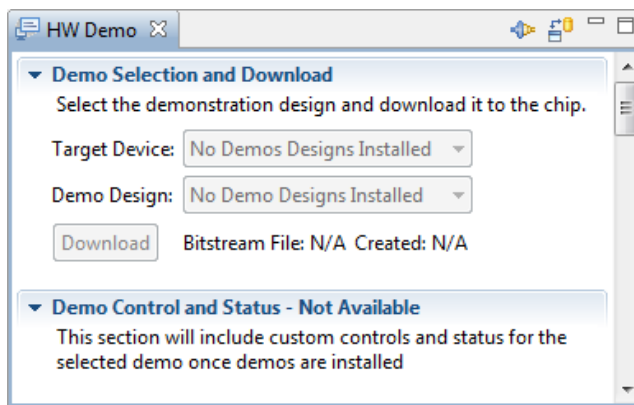 HW Demo
Demo Selection and Download
Select the demonstration design and download it to the chip.
Target Device: No Demos Designs Installed
Demo Design: No Demo Designs Installed
Download Bitstream File: N/A Created: N/A
Demo Control and Status - Not Available
This section will include custom controls and status for the
selected demo once demos are installed